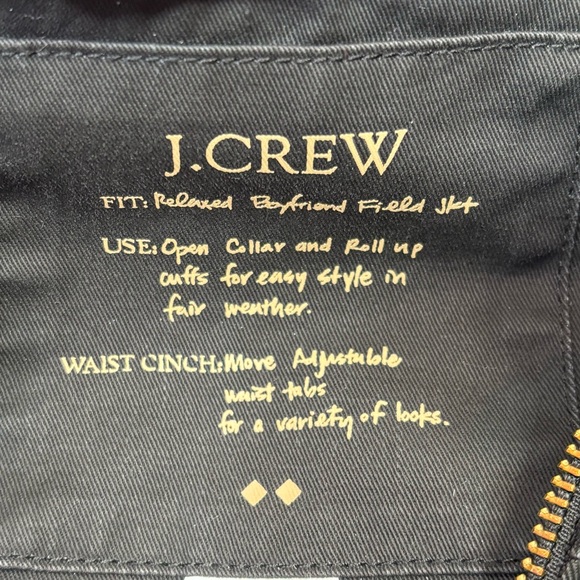 J.CREW
FIT: Relaxed Boyfriend Field Jkt
USE: Open Collar and Roll up
cuffs for easy style in
fair weather.
WAIST CINCH: Move Adjustable
waist tabs
for a variety of looks.